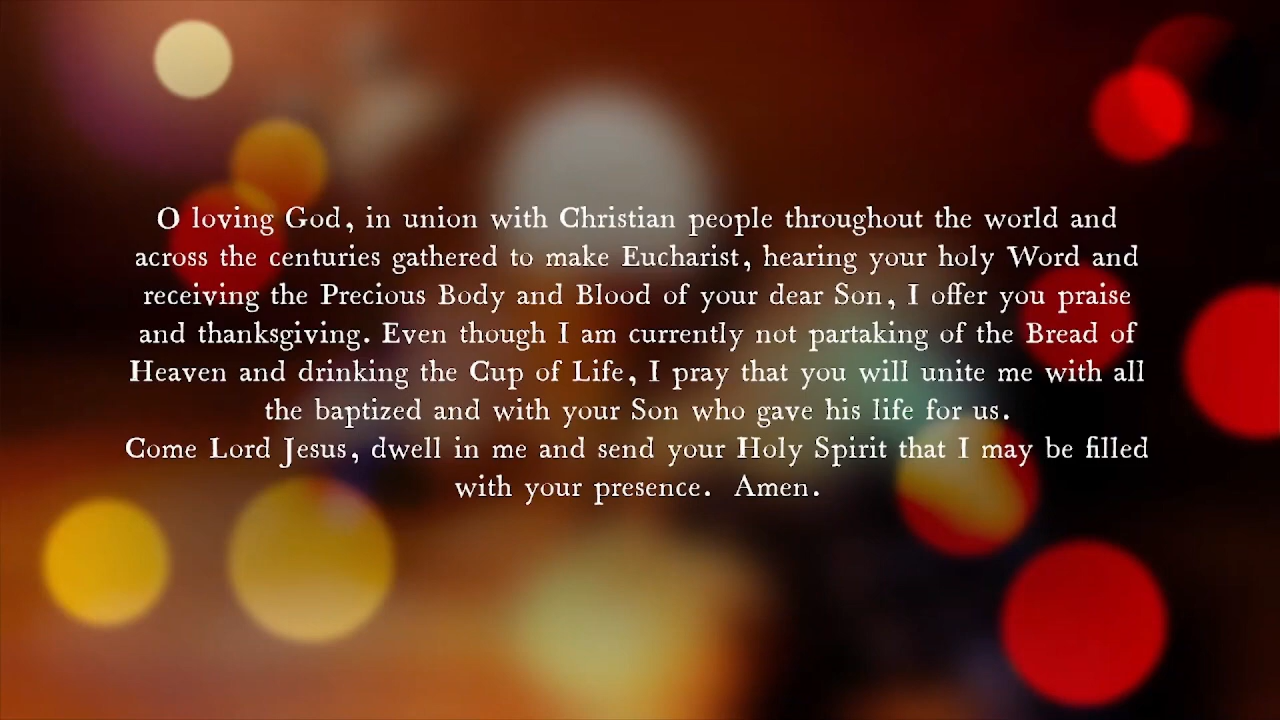 O loving God, in union with Christian people throughout the world and
across the centuries gathered to make Eucharist, hearing your holy Word and
receiving the Precious Body and Blood of your dear Son, I offer you praise
and thanksgiving. Even though I am currently not partaking of the Bread of
Heaven and drinking the Cup of Life, I pray that you will unite me with all
the baptized and with your Son who gave his life for us.
Come Lord Jesus, dwell in me and send your Holy Spirit that I may be filled
with your presence.  Amen.